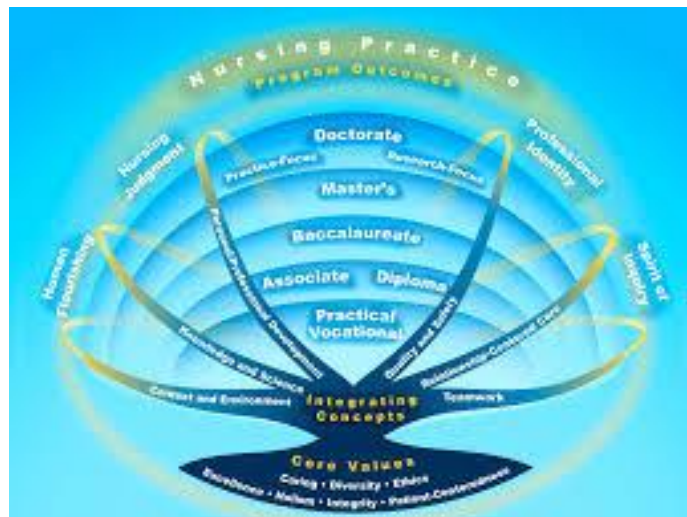 Nursing Practice
Program Outcomes
Human
Flourishing
Nursing
Judgment
Professional
Identity
Spirit of
Inquiry
Doctorate
Practice-Focus
Research-Focus
Master's
Baccalaureate
Associate
Diploma
Practical
Vocational
Context and Environment
Knowledge and Science
Personal/Professional Development
Quality and Safety
Relationship-Centered Care
Teamwork
Integrating
Concepts
Core Values
Caring • Diversity • Ethics
Excellence • Holism • Integrity • Patient-Centeredness